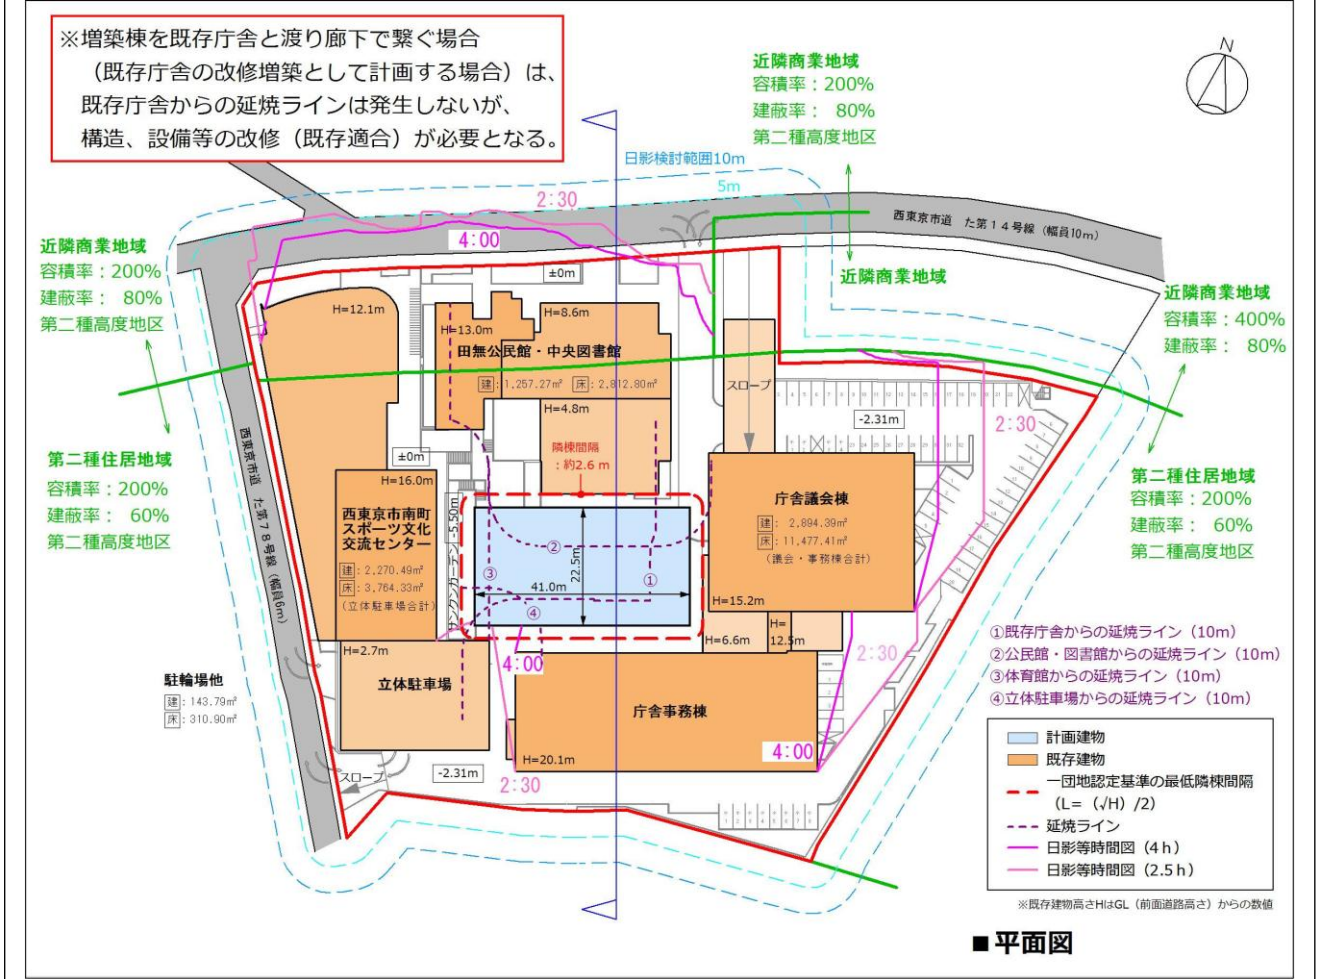 ※増築棟を既存庁舎と渡り廊下で繋ぐ場合
（既存庁舎の改修増築として計画する場合）は、
既存庁舎からの延焼ラインは発生しないが、
構造、設備等の改修（既存適合）が必要となる。
近隣商業地域
容積率：200%
建蔽率： 80%
第二種高度地区
N
日影検討範囲10m
5m
2:30
4:00
西東京市道 た第１４号線（幅員10m）
近隣商業地域
近隣商業地域
容積率：200%
建蔽率： 80%
第二種高度地区
近隣商業地域
容積率：400%
建蔽率： 80%
±0m
H=12.1m
H=13.0m
H=8.6m
田無公民館・中央図書館
建：1,257.27㎡ 床：2,812.80㎡
スロープ
-2.31m
2:30
H=4.8m
隣棟間隔
：約2.6 m
±0m
H=16.0m
西東京市道 た第７８号線（幅員6m）
第二種住居地域
容積率：200%
建蔽率： 60%
第二種高度地区
第二種住居地域
容積率：200%
建蔽率： 60%
第二種高度地区
西東京市南町
スポーツ文化
交流センター
建：2,270.49㎡
床：3,764.33㎡
（立体駐車場合計）
サンクンガーデン -5.50m
庁舎議会棟
建： 2,894.39㎡
床：11,477.41㎡
（議会・事務棟合計）
②
22.5m
③
①
41.0m
④
H=15.2m
H=6.6m
H=
12.5m
H=2.7m
立体駐車場
4:00
2:30
庁舎事務棟
4:00
H=20.1m
2:30
駐輪場他
建：143.79㎡
床：310.90㎡
スロープ
-2.31m
①既存庁舎からの延焼ライン（10m）
②公民館・図書館からの延焼ライン（10m）
③体育館からの延焼ライン（10m）
④立体駐車場からの延焼ライン（10m）
計画建物
既存建物
一団地認定基準の最低隣棟間隔
（L＝（√H）/2）
延焼ライン
日影等時間図（4ｈ）
日影等時間図（2.5ｈ）
※既存建物高さHはGL（前面道路高さ）からの数値
■平面図